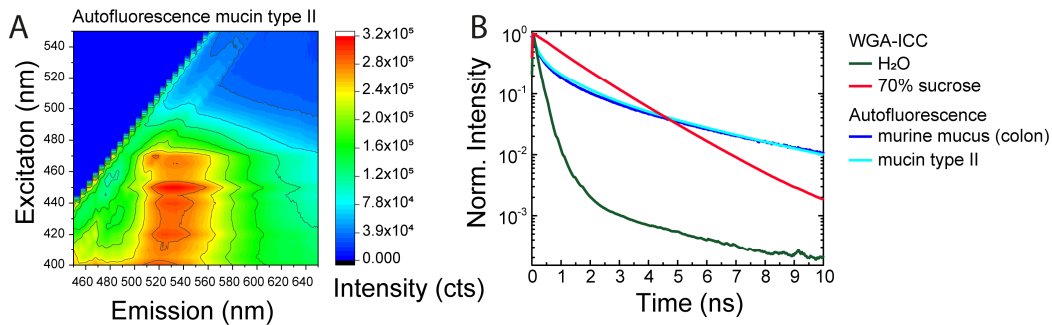 A
Autofluorescence mucin type II
Excitaton (nm)
540
520
500
480
460
440
420
400
460 480 500 520 540 560 580 600 620 640
Emission (nm)
3.2x10⁵
2.8x10⁵
2.4x10⁵
2.0x10⁵
1.6x10⁵
1.2x10⁵
7.8x10⁴
3.9x10⁴
0.000
Intensity (cts)
B
Norm. Intensity
10⁰
10⁻¹
10⁻²
10⁻³
0 1 2 3 4 5 6 7 8 9 10
Time (ns)
WGA-ICC
H₂O
70% sucrose
Autofluorescence
murine mucus (colon)
mucin type II